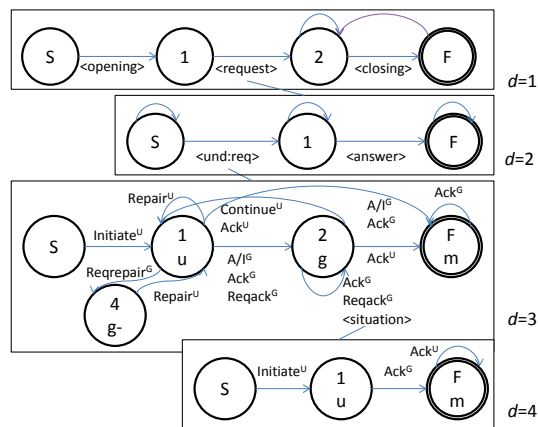 S
1
2
F
<opening>
<request>
<closing>
d=1
S
1
F
<und:req>
<answer>
d=2
Repair^U
Continue^U
Ack^U
A/I^G
Ack^G
Ack^G
S
Initiate^U
1
u
2
g
F
m
A/I^G
Ack^G
Reqack^G
Ack^U
Reqrepair^G
Repair^U
4
g-
Ack^G
Reqack^G
<situation>
d=3
S
Initiate^U
1
u
Ack^G
Ack^U
F
m
d=4